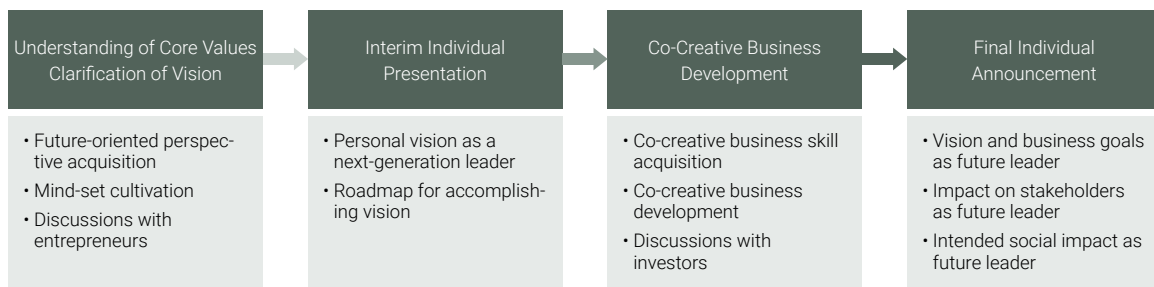 Understanding of Core Values
Clarification of Vision
• Future-oriented perspec-
tive acquisition
• Mind-set cultivation
• Discussions with
entrepreneurs
Interim Individual
Presentation
• Personal vision as a
next-generation leader
• Roadmap for accomplish-
ing vision
Co-Creative Business
Development
• Co-creative business skill
acquisition
• Co-creative business
development
• Discussions with
investors
Final Individual
Announcement
• Vision and business goals
as future leader
• Impact on stakeholders
as future leader
• Intended social impact as
future leader